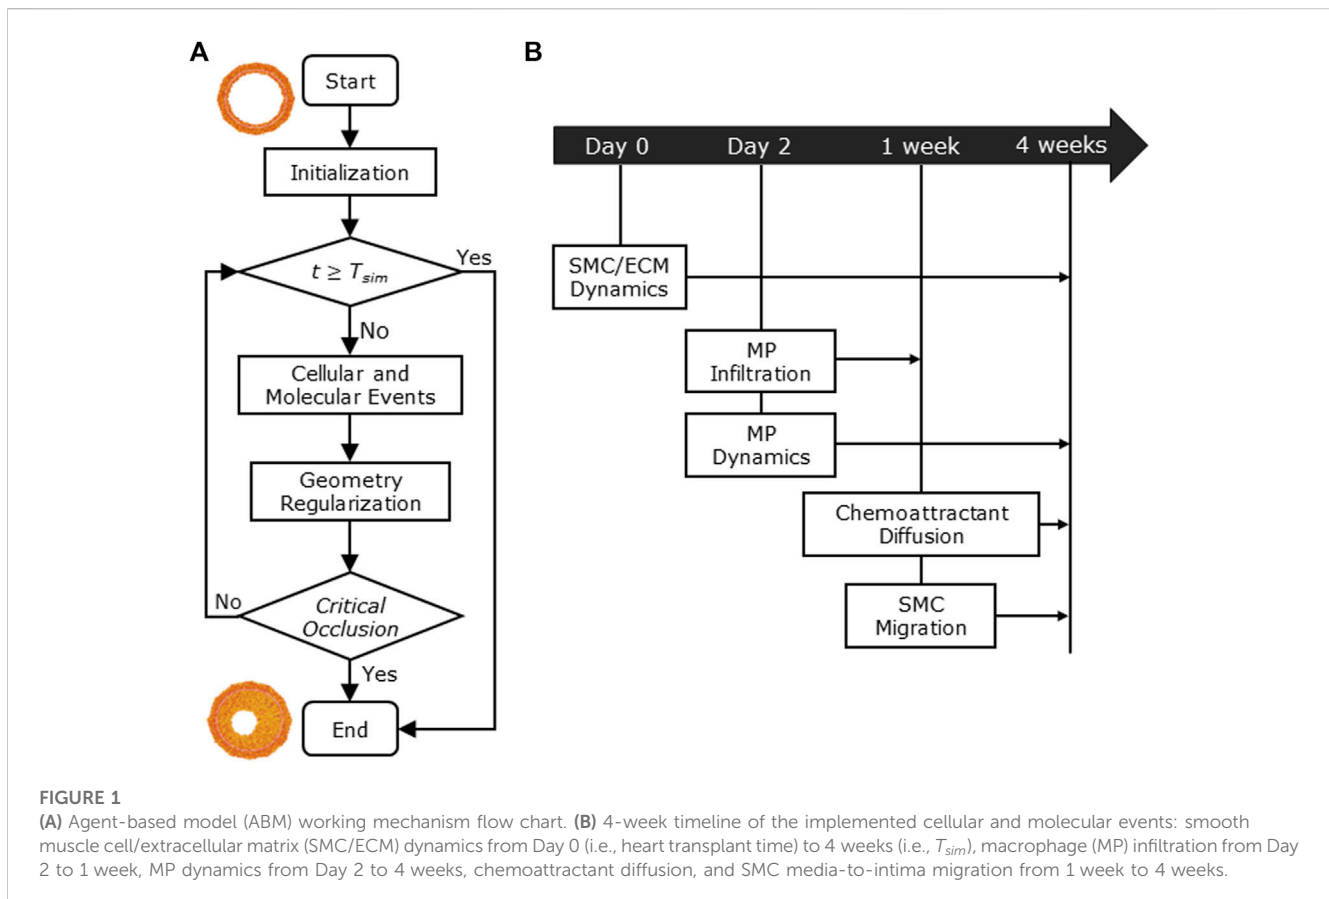 A
Start
Initialization
t ≥ Tsim
Yes
No
Cellular and
Molecular Events
Geometry
Regularization
No
Critical
Occlusion
Yes
End
B
Day 0 Day 2 1 week 4 weeks
SMC/ECM
Dynamics
MP
Infiltration
MP
Dynamics
Chemoattractant
Diffusion
SMC
Migration
FIGURE 1
(A) Agent-based model (ABM) working mechanism flow chart. (B) 4-week timeline of the implemented cellular and molecular events: smooth
muscle cell/extracellular matrix (SMC/ECM) dynamics from Day 0 (i.e., heart transplant time) to 4 weeks (i.e., Tsim), macrophage (MP) infiltration from Day
2 to 1 week, MP dynamics from Day 2 to 4 weeks, chemoattractant diffusion, and SMC media-to-intima migration from 1 week to 4 weeks.